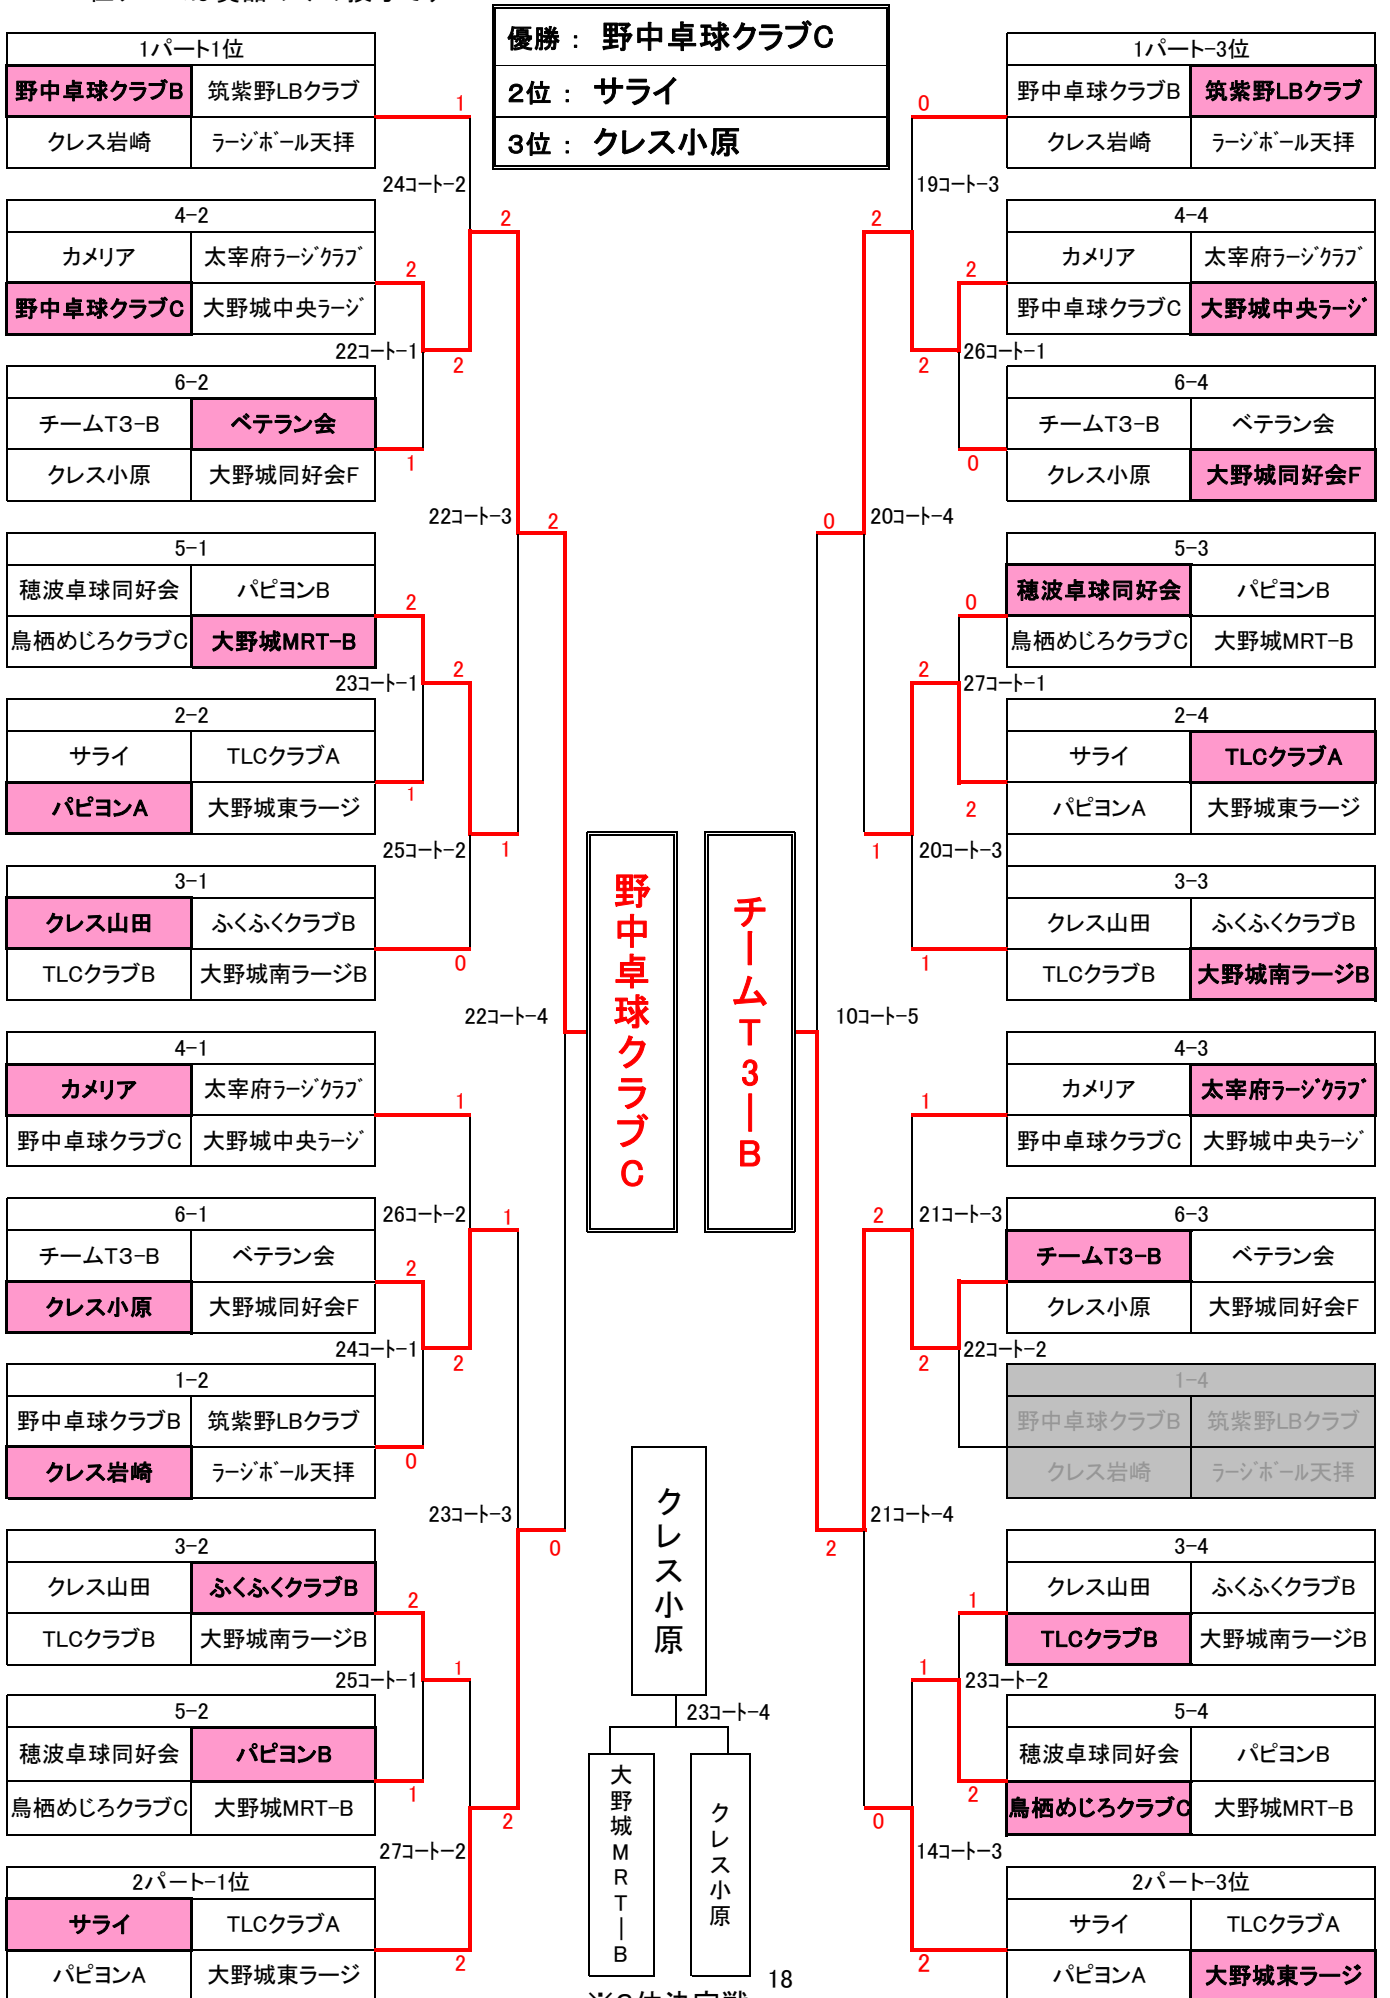 優勝 : 野中卓球クラブC
2位 : サライ
3位 : クレス小原
1パート1位
野中卓球クラブB 筑紫野LBクラブ
クレス岩崎 ラージボール天拝
1
24コート-2
4-2
カメリア 太宰府ラージクラブ
野中卓球クラブC 大野城中央ラージ
2
2
22コート-1
2
6-2
チームT3-B ベテラン会
クレス小原 大野城同好会F
1
22コート-3
2
5-1
穂波卓球同好会 パピヨンB
鳥栖めじろクラブC 大野城MRT-B
2
23コート-1
2
2-2
サライ TLCクラブA
パピヨンA 大野城東ラージ
1
25コート-2
1
3-1
クレス山田 ふくふくクラブB
TLCクラブB 大野城南ラージB
0
22コート-4
4-1
カメリア 太宰府ラージクラブ
野中卓球クラブC 大野城中央ラージ
1
26コート-2
1
6-1
チームT3-B ベテラン会
クレス小原 大野城同好会F
2
24コート-1
2
1-2
野中卓球クラブB 筑紫野LBクラブ
クレス岩崎 ラージボール天拝
0
23コート-3
0
3-2
クレス山田 ふくふくクラブB
TLCクラブB 大野城南ラージB
2
25コート-1
1
5-2
穂波卓球同好会 パピヨンB
鳥栖めじろクラブC 大野城MRT-B
1
27コート-2
2
2パート-1位
サライ TLCクラブA
パピヨンA 大野城東ラージ
2
野中卓球クラブC
チームT3-B
クレス小原
23コート-4
大野城MRT-B
クレス小原
18
1パート-3位
野中卓球クラブB 筑紫野LBクラブ
クレス岩崎 ラージボール天拝
0
19コート-3
2
4-4
カメリア 太宰府ラージクラブ
野中卓球クラブC 大野城中央ラージ
2
26コート-1
2
6-4
チームT3-B ベテラン会
クレス小原 大野城同好会F
0
20コート-4
0
5-3
穂波卓球同好会 パピヨンB
鳥栖めじろクラブC 大野城MRT-B
0
27コート-1
2
2-4
サライ TLCクラブA
パピヨンA 大野城東ラージ
2
20コート-3
1
3-3
クレス山田 ふくふくクラブB
TLCクラブB 大野城南ラージB
1
10コート-5
4-3
カメリア 太宰府ラージクラブ
野中卓球クラブC 大野城中央ラージ
1
21コート-3
2
6-3
チームT3-B ベテラン会
クレス小原 大野城同好会F
22コート-2
2
1-4
野中卓球クラブB 筑紫野LBクラブ
クレス岩崎 ラージボール天拝
21コート-4
2
3-4
クレス山田 ふくふくクラブB
TLCクラブB 大野城南ラージB
1
23コート-2
1
5-4
穂波卓球同好会 パピヨンB
鳥栖めじろクラブC 大野城MRT-B
2
14コート-3
0
2パート-3位
サライ TLCクラブA
パピヨンA 大野城東ラージ
2